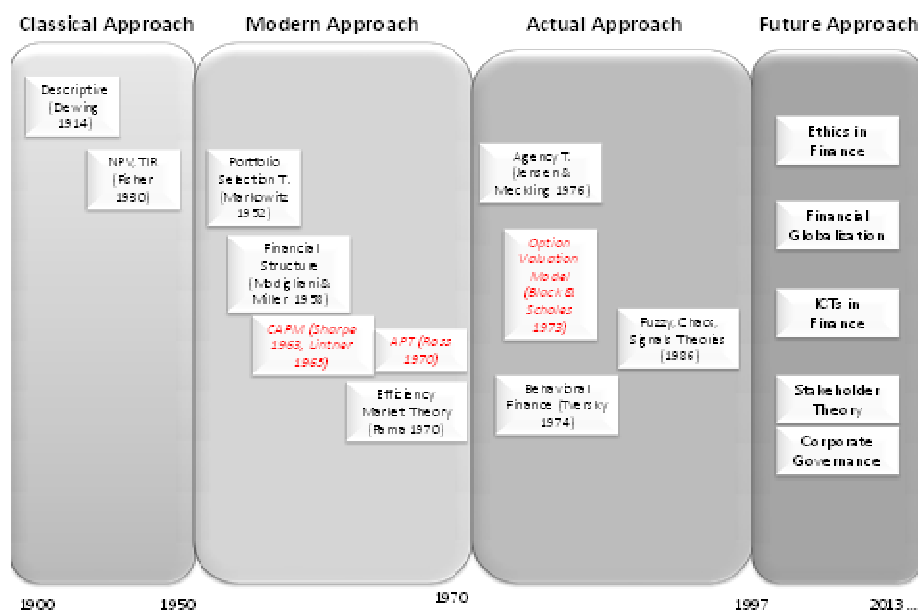 Classical Approach
Modern Approach
Actual Approach
Future Approach
Descriptive
(Dewing
1914)
NPV, TIR
(Fisher
1930)
Portfolio
Selection T.
(Markowitz
1952)
Financial
Structure
(Modigliani &
Miller 1958)
CAPM (Sharpe
1963, Lintner
1965)
APT (Ross
1970)
Efficiency
Market Theory
(Fama 1970)
Agency T.
(Jensen &
Meckling 1976)
Option
Valuation
Model
(Black &
Scholes
1973)
Fuzzy, Chaos,
Signals Theories
(1986)
Behavioral
Finance (Tversky
1974)
Ethics in
Finance
Financial
Globalization
ICTs in
Finance
Stakeholder
Theory
Corporate
Governance
1900
1950
1970
1997
2013 ...